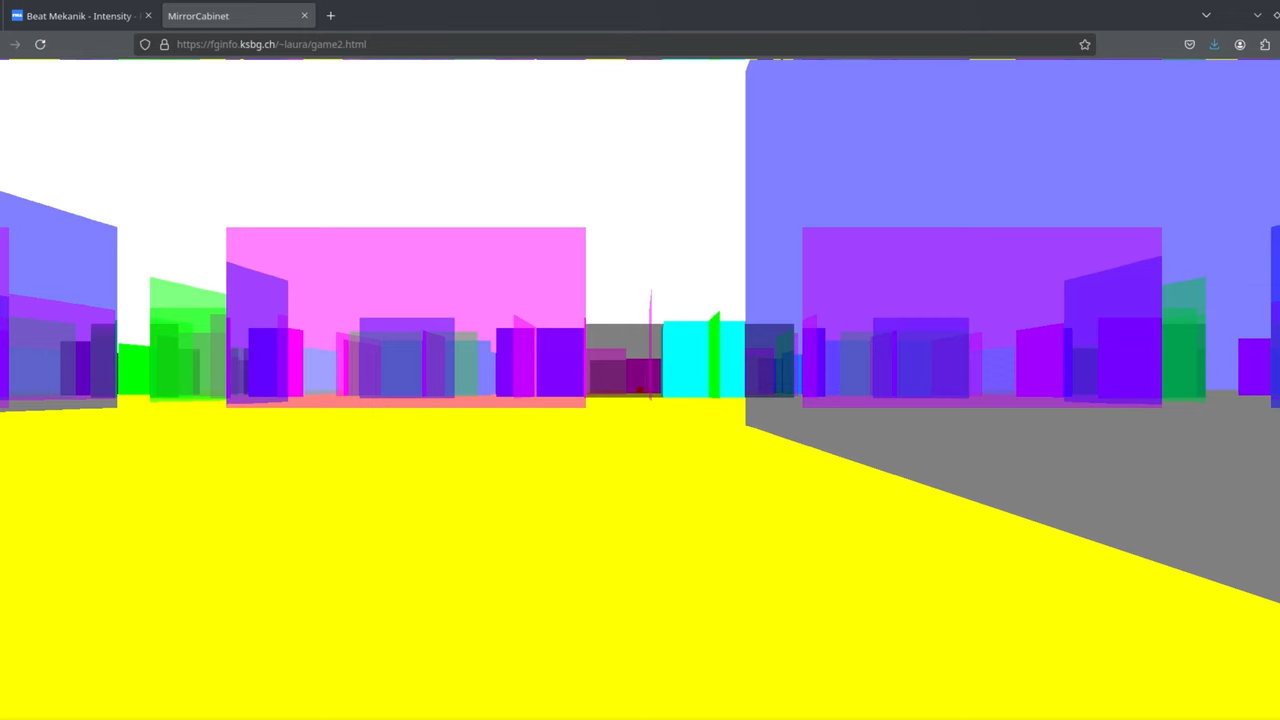 Beat Mekanik - Intensity -
MirrorCabinet
https://fginfo.ksbg.ch/~laura/game2.html